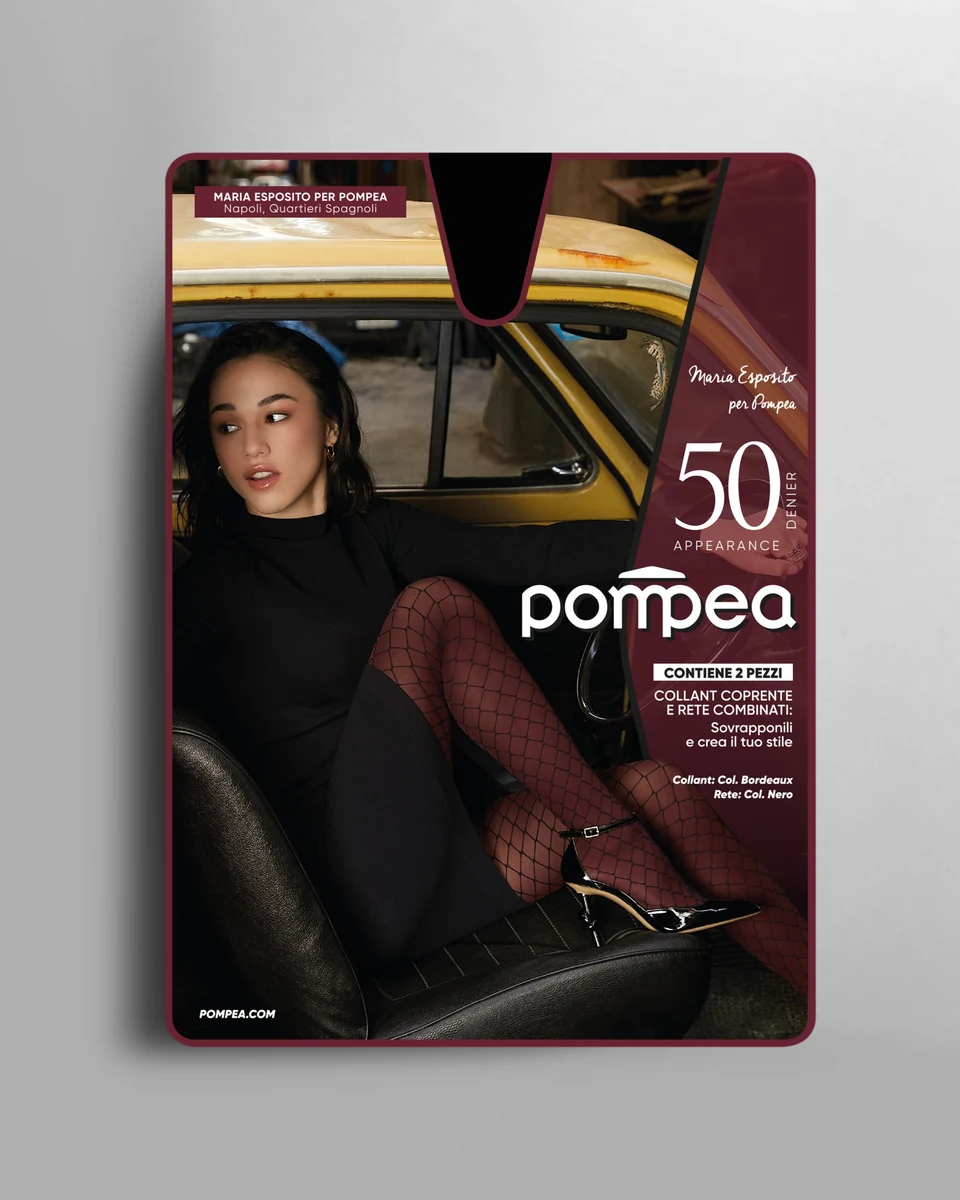 MARIA ESPOSITO PER POMPEA
Napoli, Quartieri Spagnoli
Maria Esposito
per Pompea
50
DENIER
APPEARANCE
pompea
CONTIENE 2 PEZZI
COLLANT COPRENTE
E RETE COMBINATI:
Sovrapponili
e crea il tuo stile
Collant: Col. Bordeaux
Rete: Col. Nero
POMPEA.COM